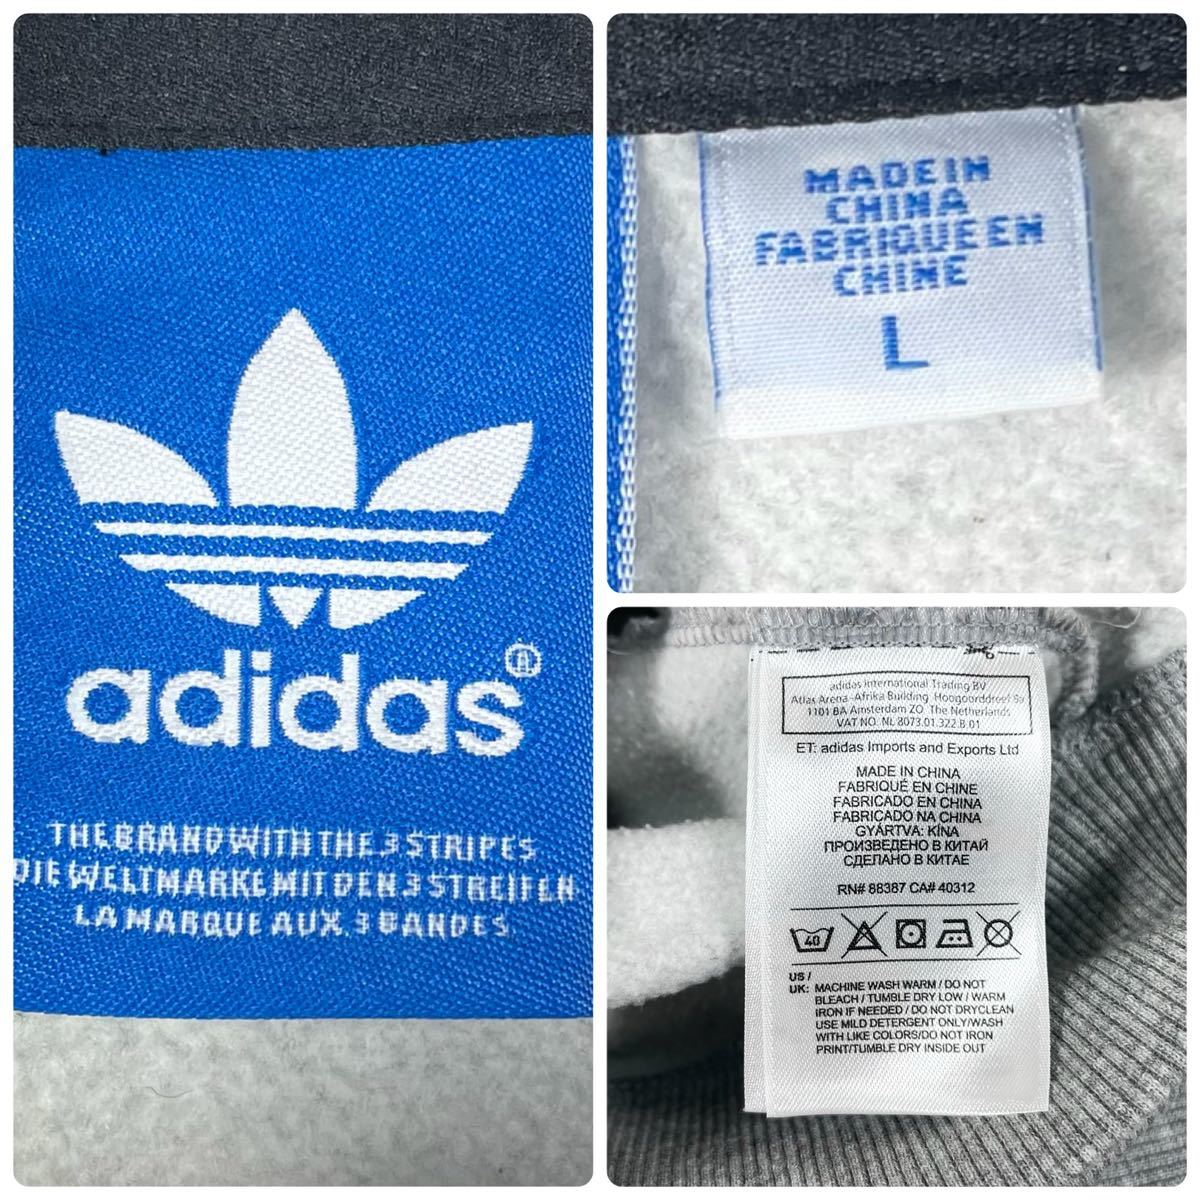 adidas®
THE BRAND WITH THE 3 STRIPES
DIE WELTMARKE MIT DEN 3 STREIFEN
LA MARQUE AUX 3 BANDES
MADE IN
CHINA
FABRIQUE EN
CHINE
L
adidas International Trading BV
Atlas Arena -Afrika Building Hoogoorddreef 9a
1101 BA Amsterdam ZO The Netherlands
VAT NO. NL 8073.01.322.B.01
ET: adidas Imports and Exports Ltd
MADE IN CHINA
FABRIQUÉ EN CHINE
FABRICADO EN CHINA
FABRICADO NA CHINA
GYÁRTVA: KÍNA
ПРОИЗВЕДЕНО В КИТАЙ
СДЕЛАНО В КИТАЕ
RN# 88387 CA# 40312
40
US /
UK: MACHINE WASH WARM / DO NOT
BLEACH / TUMBLE DRY LOW / WARM
IRON IF NEEDED / DO NOT DRYCLEAN
USE MILD DETERGENT ONLY/WASH
WITH LIKE COLORS/DO NOT IRON
PRINT/TUMBLE DRY INSIDE OUT